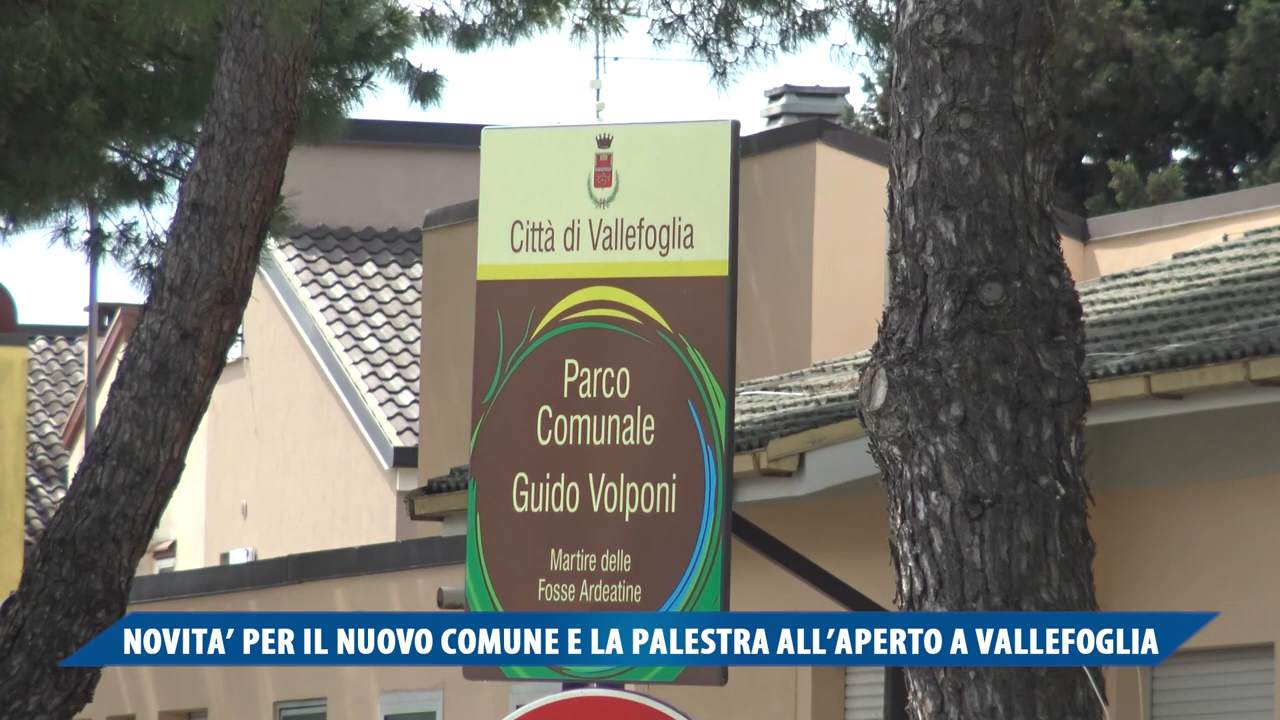 Città di Vallefoglia
Parco
Comunale
Guido Volponi
Martire delle
Fosse Ardeatine
NOVITA’ PER IL NUOVO COMUNE E LA PALESTRA ALL’APERTO A VALLEFOGLIA